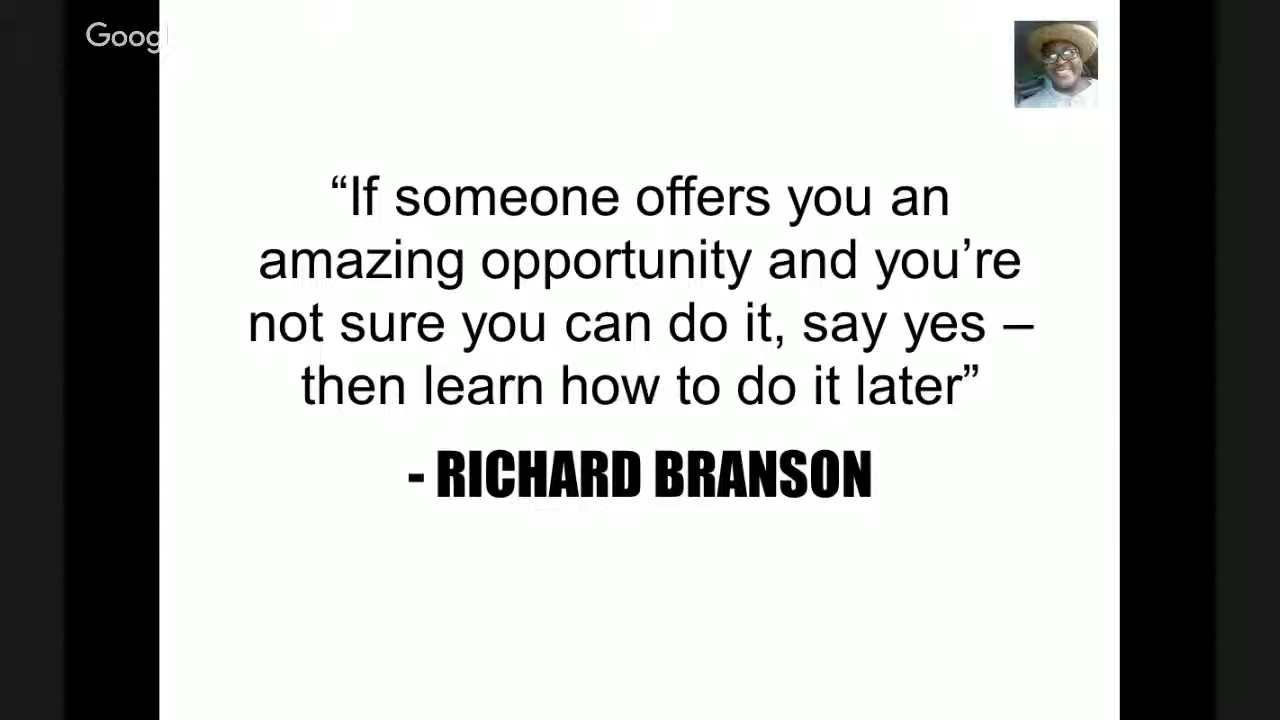 Google
“If someone offers you an
amazing opportunity and you’re
not sure you can do it, say yes –
then learn how to do it later”
- RICHARD BRANSON